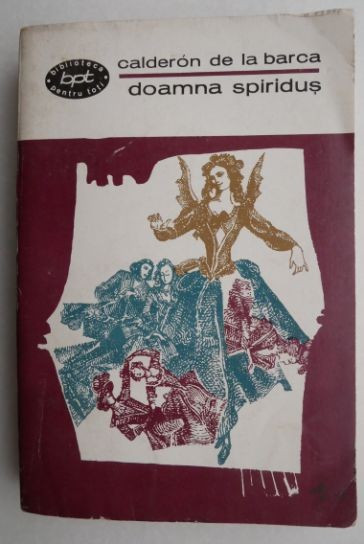 biblioteca
bpt
pentru toți
calderón de la barca
doamna spiriduș